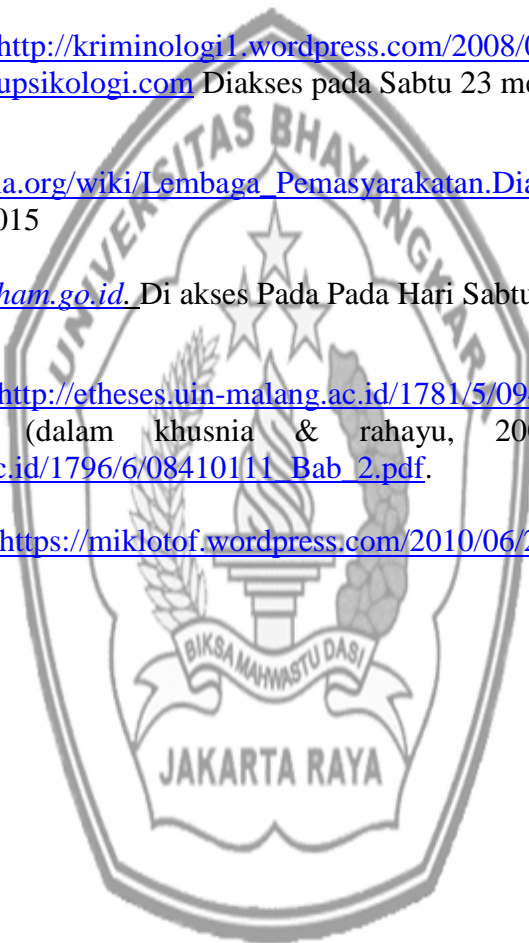 http://kriminologi1.wordpress.com/2008/0
upsikologi.com Diakses pada Sabtu 23 me
UNIVERSITAS BHAYANGKARA
ia.org/wiki/Lembaga_Pemasyarakatan.Dia
015
ham.go.id. Di akses Pada Pada Hari Sabtu
http://etheses.uin-malang.ac.id/1781/5/09
(dalam khusnia & rahayu, 20
c.id/1796/6/08410111_Bab_2.pdf.
https://miklotof.wordpress.com/2010/06/2
BIKSA MAHWASTU DASI
JAKARTA RAYA